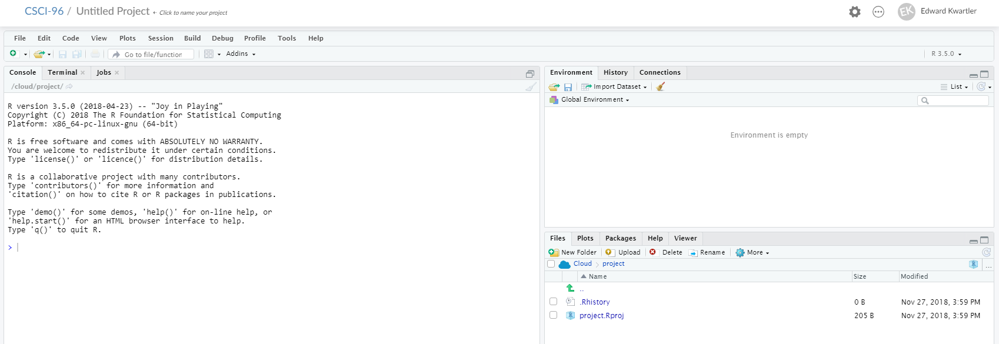 CSCI-96 / Untitled Project ← Click to name your project
EK Edward Kwartler
File Edit Code View Plots Session Build Debug Profile Tools Help
Go to file/function Addins R 3.5.0
Console Terminal Jobs
/cloud/project/
R version 3.5.0 (2018-04-23) -- "Joy in Playing"
Copyright (C) 2018 The R Foundation for Statistical Computing
Platform: x86_64-pc-linux-gnu (64-bit)
R is free software and comes with ABSOLUTELY NO WARRANTY.
You are welcome to redistribute it under certain conditions.
Type 'license()' or 'licence()' for distribution details.
R is a collaborative project with many contributors.
Type 'contributors()' for more information and
'citation()' on how to cite R or R packages in publications.
Type 'demo()' for some demos, 'help()' for on-line help, or
'help.start()' for an HTML browser interface to help.
Type 'q()' to quit R.
>
Environment History Connections
Import Dataset List
Global Environment
Environment is empty
Files Plots Packages Help Viewer
New Folder Upload Delete Rename More
Cloud project R ...
Name Size Modified
..
.Rhistory 0 B Nov 27, 2018, 3:59 PM
R project.Rproj 205 B Nov 27, 2018, 3:59 PM